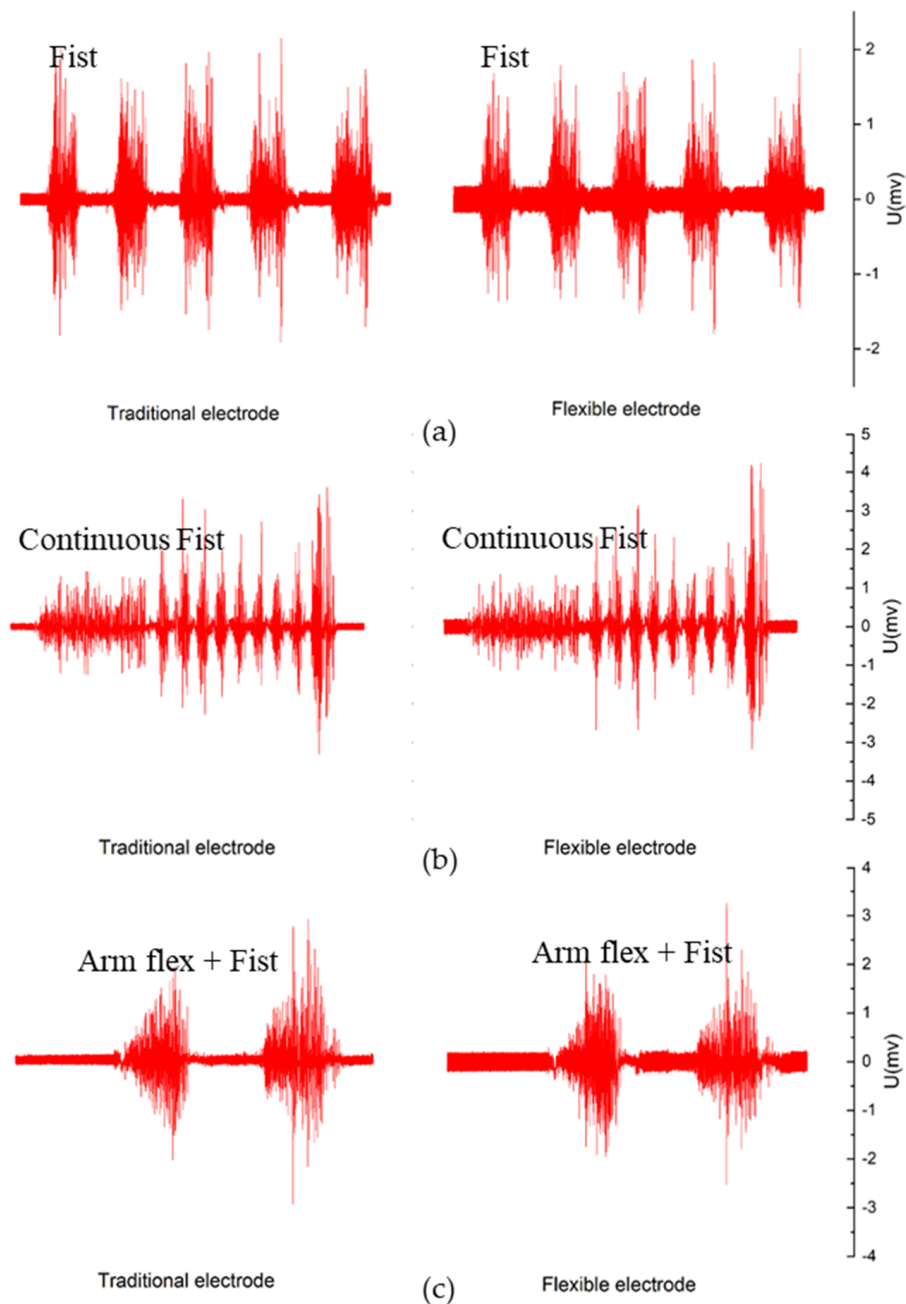 Fist
Fist
2
1
0
-1
-2
U(mv)
Traditional electrode
Flexible electrode
(a)
Continuous Fist
Continuous Fist
5
4
3
2
1
0
-1
-2
-3
-4
-5
U(mv)
Traditional electrode
Flexible electrode
(b)
Arm flex + Fist
Arm flex + Fist
4
3
2
1
0
-1
-2
-3
-4
U(mv)
Traditional electrode
Flexible electrode
(c)